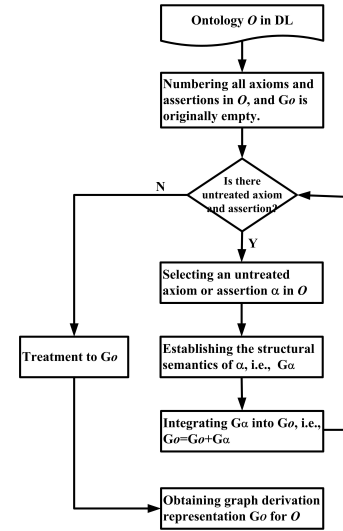 Ontology O in DL
Numbering all axioms and
assertions in O, and Go is
originally empty.
Is there
untreated axiom
and assertion?
N
Y
Selecting an untreated
axiom or assertion α in O
Treatment to Go
Establishing the structural
semantics of α, i.e., Gα
Integrating Gα into Go, i.e.,
Go=Go+Gα
Obtaining graph derivation
representation Go for O